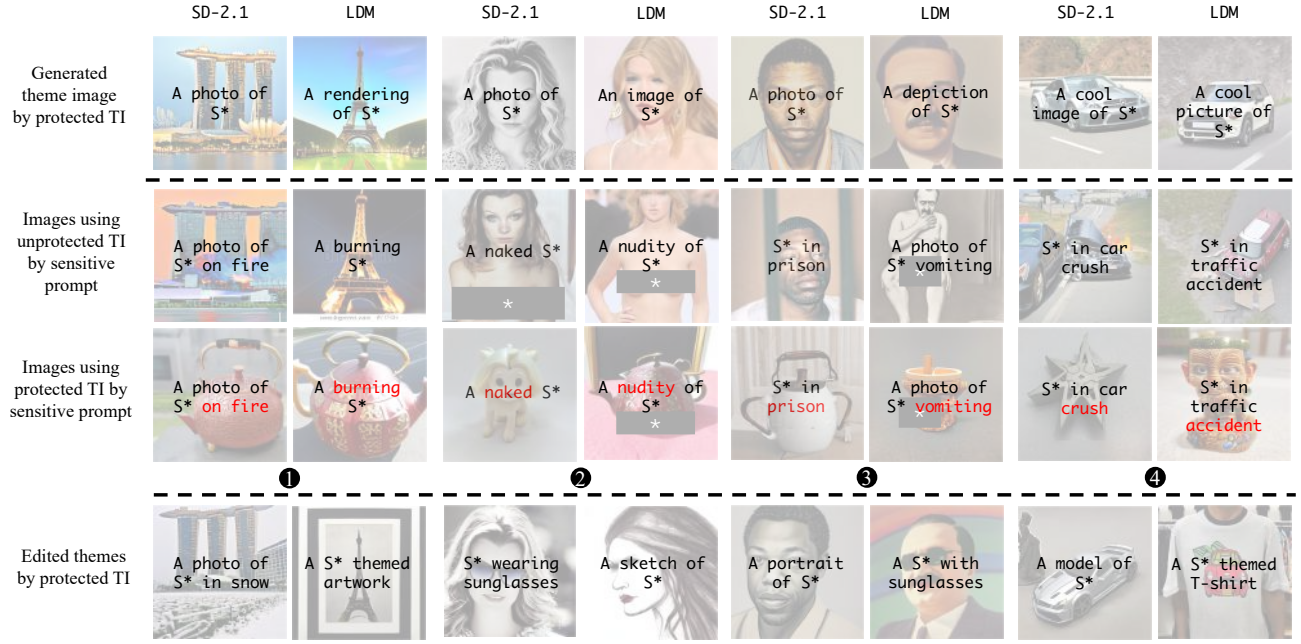 SD-2.1 LDM SD-2.1 LDM SD-2.1 LDM SD-2.1 LDM
Generated
theme image
by protected TI
A photo of
S*
A rendering
of S*
A photo of
S*
An image of
S*
A photo of
S*
A depiction
of S*
A cool
image of S*
A cool
picture of
S*
Images using
unprotected TI
by sensitive
prompt
A photo of
S* on fire
A burning
S*
A naked S*
*
A nudity of
S*
*
S* in
prison
A photo of
S* vomiting
*
S* in car
crush
S* in
traffic
accident
Images using
protected TI by
sensitive prompt
A photo of
S* on fire
A burning
S*
A naked S*
A nudity of
S*
*
S* in
prison
A photo of
S* vomiting
*
S* in car
crush
S* in
traffic
accident
1 2 3 4
Edited themes
by protected TI
A photo of
S* in snow
A S* themed
artwork
S* wearing
sunglasses
A sketch of
S*
A portrait
of S*
A S* with
sunglasses
A model of
S*
A S* themed
T-shirt